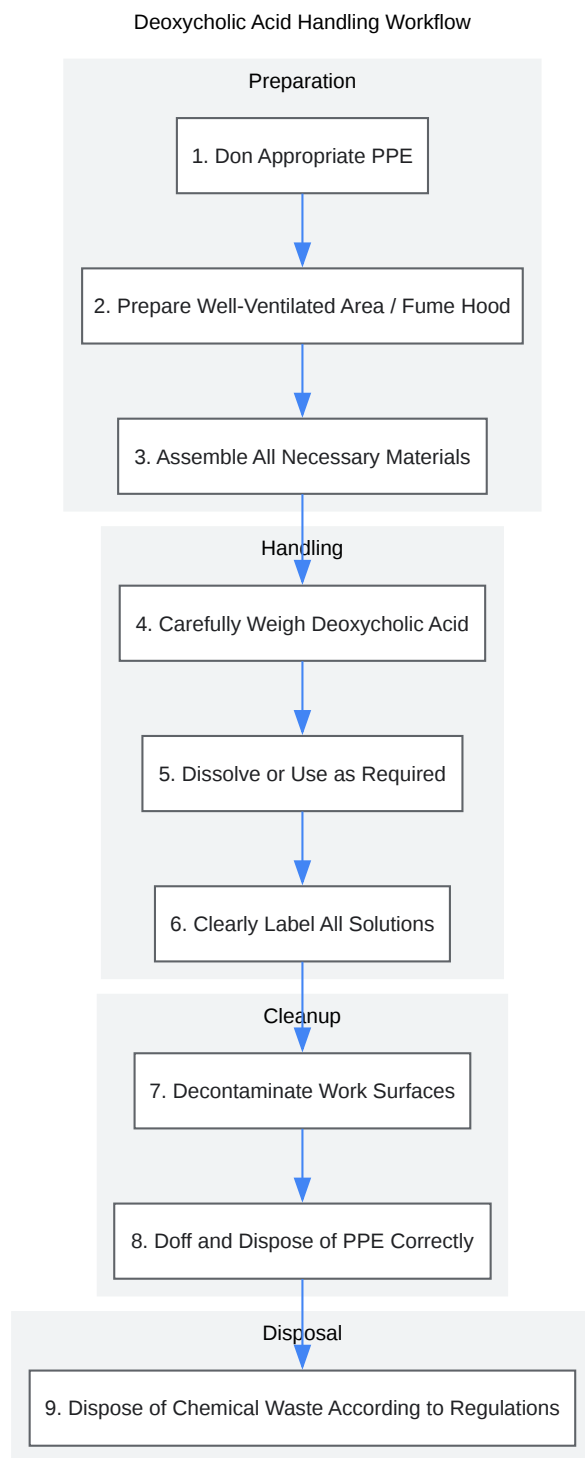 Deoxycholic Acid Handling Workflow
Preparation
1. Don Appropriate PPE
2. Prepare Well-Ventilated Area / Fume Hood
3. Assemble All Necessary Materials
Handling
4. Carefully Weigh Deoxycholic Acid
5. Dissolve or Use as Required
6. Clearly Label All Solutions
Cleanup
7. Decontaminate Work Surfaces
8. Doff and Dispose of PPE Correctly
Disposal
9. Dispose of Chemical Waste According to Regulations